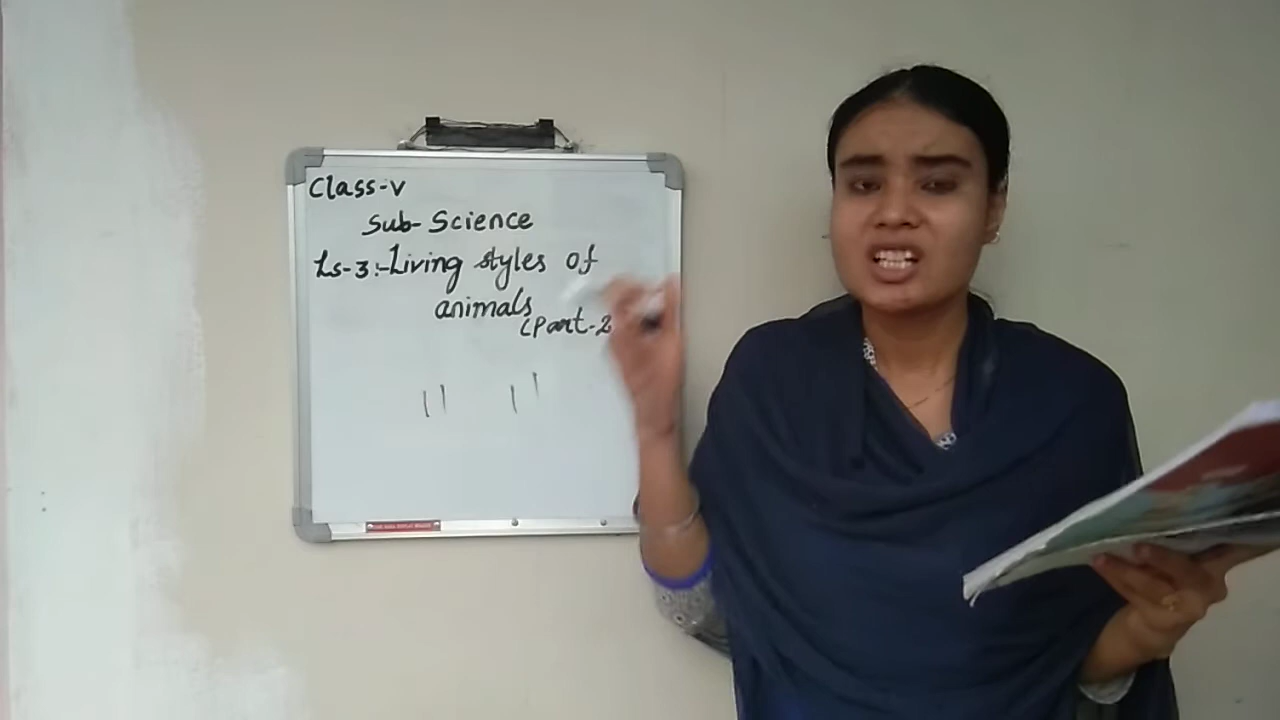 Class-V
Sub-Science
Ls-3:-Living styles of
animals
(Part-2